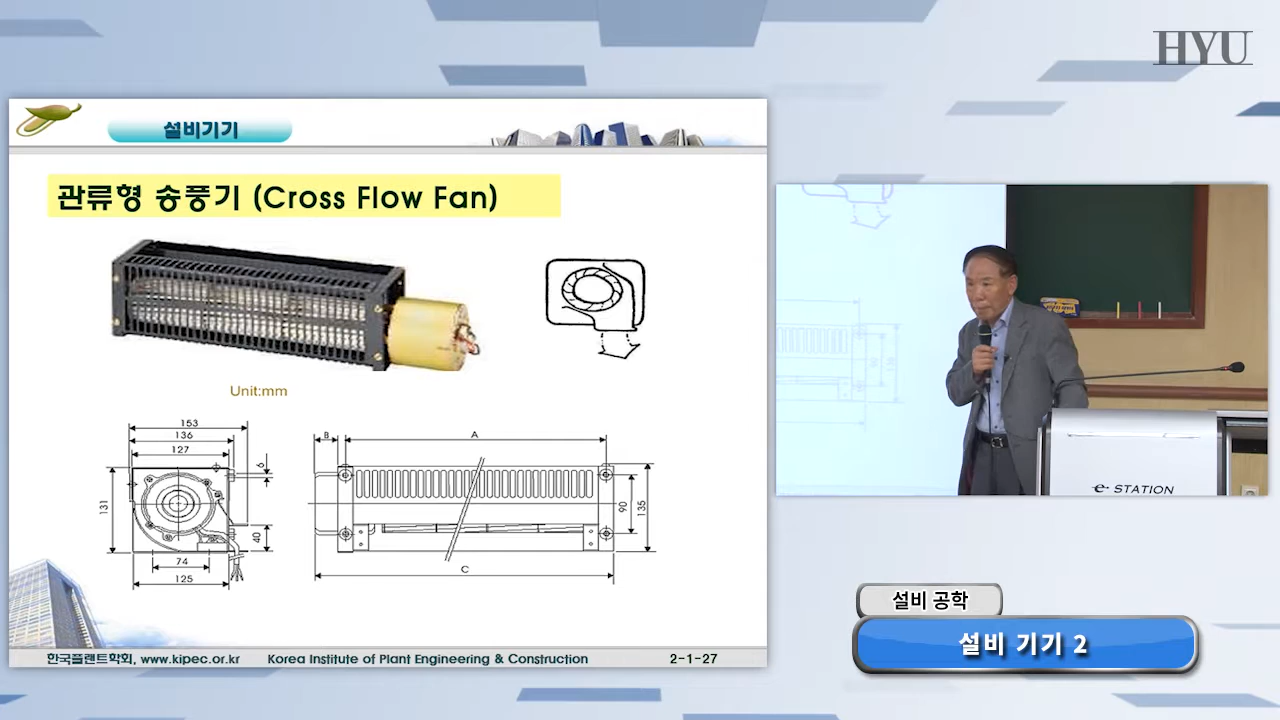 HYU
설비기기
관류형 송풍기 (Cross Flow Fan)
Unit:mm
153
136
127
6
131
40
74
125
B
A
90
135
C
한국플랜트학회, www.kipec.or.kr
Korea Institute of Plant Engineering & Construction
2-1-27
e- STATION
설비 공학
설비 기기 2